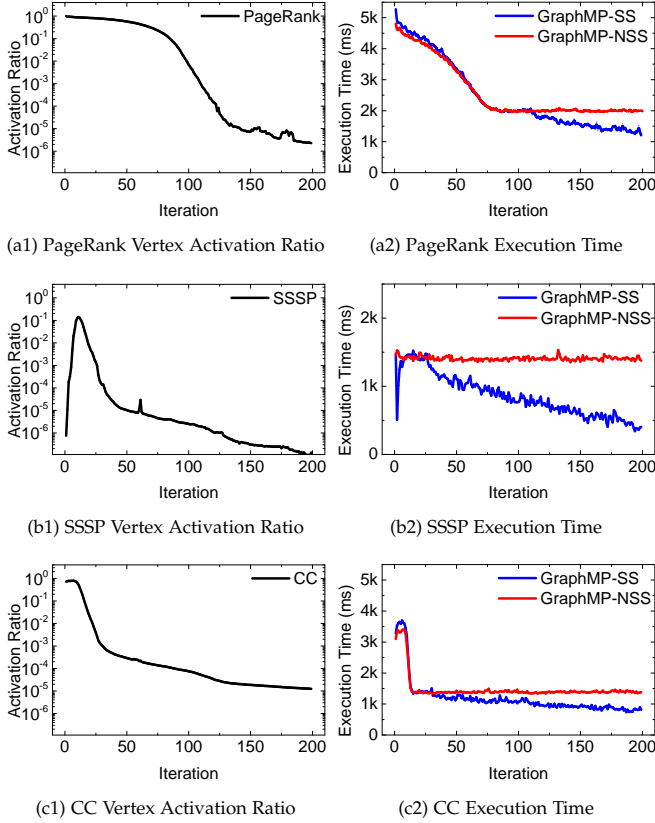 PageRank
10^0
10^-1
10^-2
10^-3
10^-4
10^-5
10^-6
Activation Ratio
0 50 100 150 200
Iteration
(a1) PageRank Vertex Activation Ratio
GraphMP-SS
GraphMP-NSS
5k
4k
3k
2k
1k
0
Execution Time (ms)
0 50 100 150 200
Iteration
(a2) PageRank Execution Time
SSSP
10^0
10^-1
10^-2
10^-3
10^-4
10^-5
10^-6
Activation Ratio
0 50 100 150 200
Iteration
(b1) SSSP Vertex Activation Ratio
GraphMP-SS
GraphMP-NSS
2k
1k
0
Execution Time (ms)
0 50 100 150 200
Iteration
(b2) SSSP Execution Time
CC
10^0
10^-1
10^-2
10^-3
10^-4
10^-5
10^-6
Activation Ratio
0 50 100 150 200
Iteration
(c1) CC Vertex Activation Ratio
GraphMP-SS
GraphMP-NSS
5k
4k
3k
2k
1k
0
Execution Time (ms)
0 50 100 150 200
Iteration
(c2) CC Execution Time